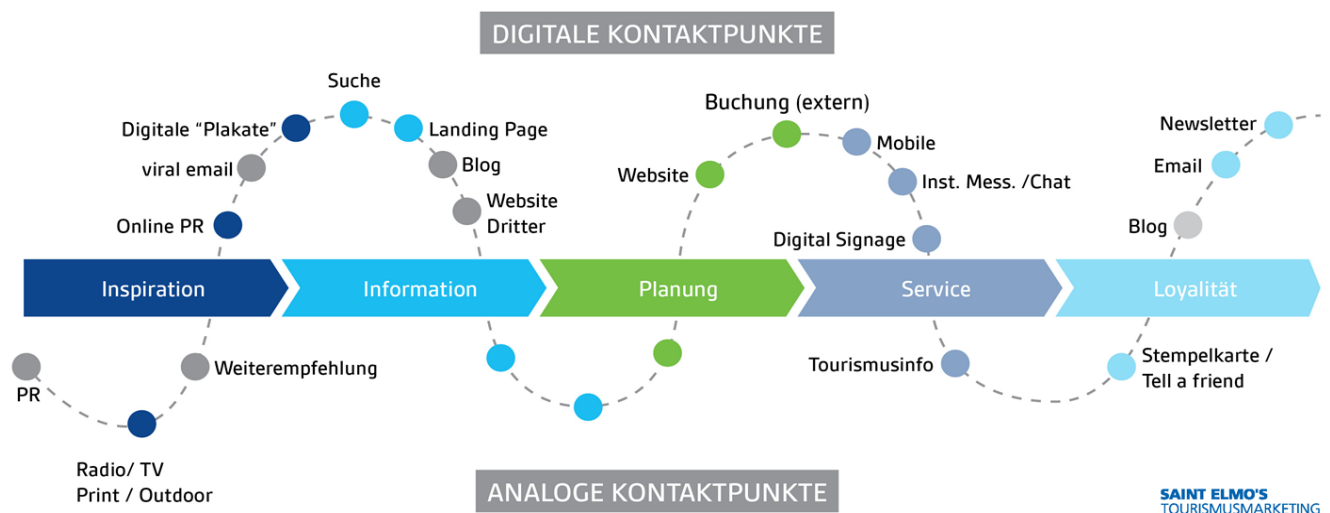 DIGITALE KONTAKTPUNKTE
Suche
Digitale “Plakate”
Landing Page
viral email
Blog
Online PR
Website
Dritter
Buchung (extern)
Website
Mobile
Inst. Mess. /Chat
Digital Signage
Newsletter
Email
Blog
Inspiration
Information
Planung
Service
Loyalität
PR
Weiterempfehlung
Radio/ TV
Print / Outdoor
Tourismusinfo
Stempelkarte /
Tell a friend
ANALOGE KONTAKTPUNKTE
SAINT ELMO'S
TOURISMUSMARKETING